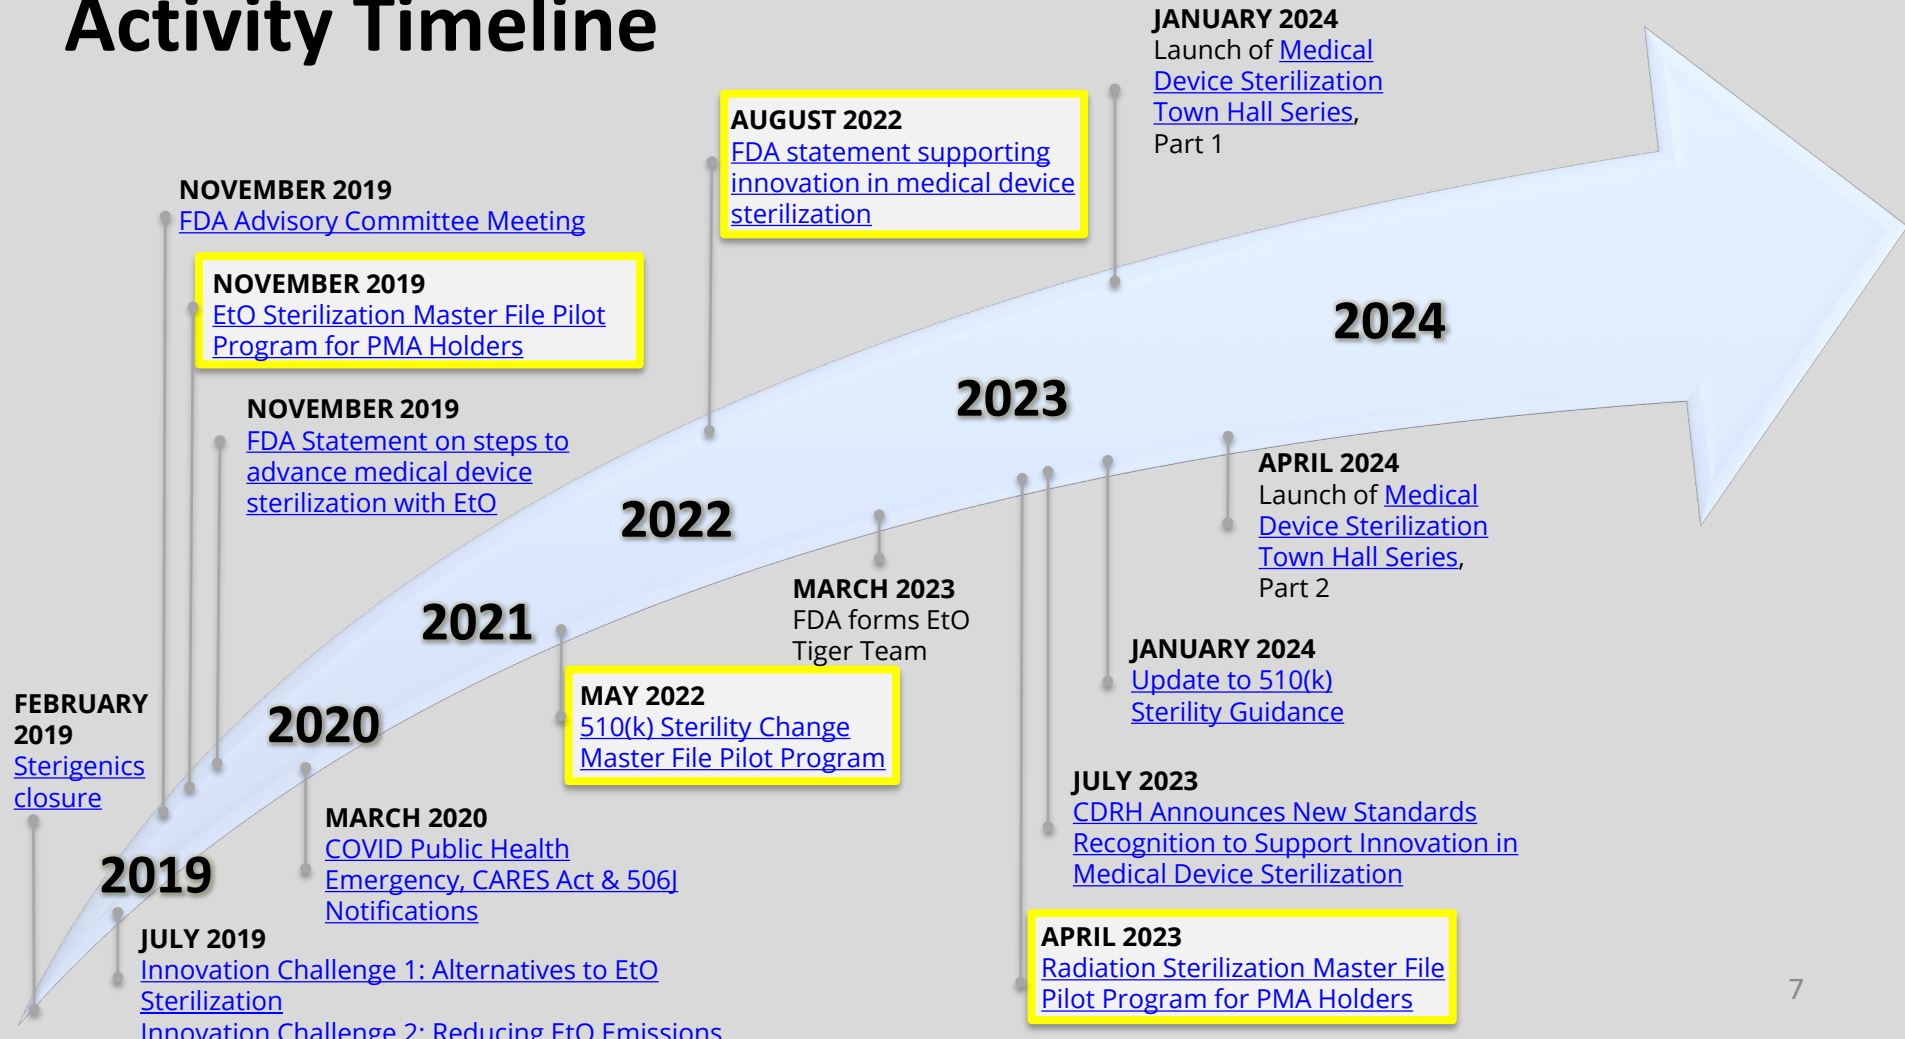 Activity Timeline
JANUARY 2024
Launch of Medical
Device Sterilization
Town Hall Series,
Part 1
AUGUST 2022
FDA statement supporting
innovation in medical device
sterilization
NOVEMBER 2019
FDA Advisory Committee Meeting
NOVEMBER 2019
EtO Sterilization Master File Pilot
Program for PMA Holders
NOVEMBER 2019
FDA Statement on steps to
advance medical device
sterilization with EtO
2024
2023
2022
2021
2020
2019
APRIL 2024
Launch of Medical
Device Sterilization
Town Hall Series,
Part 2
MARCH 2023
FDA forms EtO
Tiger Team
JANUARY 2024
Update to 510(k)
Sterility Guidance
MAY 2022
510(k) Sterility Change
Master File Pilot Program
FEBRUARY
2019
Sterigenics
closure
JULY 2023
CDRH Announces New Standards
Recognition to Support Innovation in
Medical Device Sterilization
MARCH 2020
COVID Public Health
Emergency, CARES Act & 506J
Notifications
APRIL 2023
Radiation Sterilization Master File
Pilot Program for PMA Holders
JULY 2019
Innovation Challenge 1: Alternatives to EtO
Sterilization
Innovation Challenge 2: Reducing EtO Emissions
7